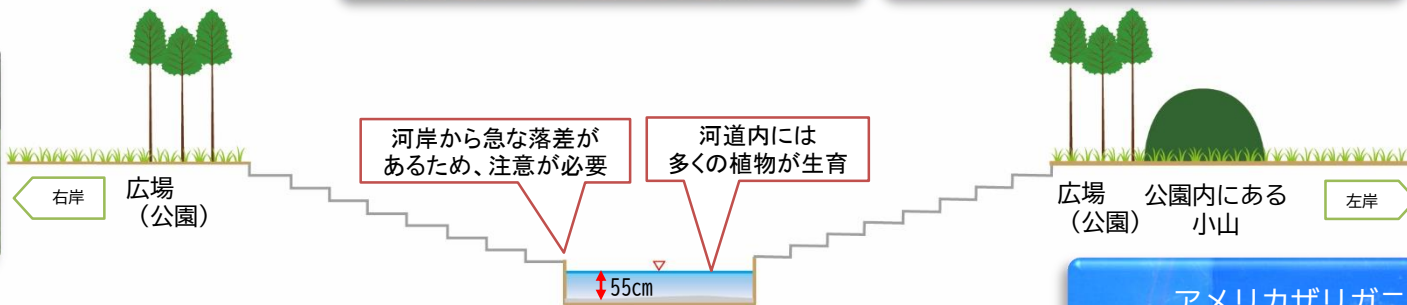 河岸から急な落差が
あるため、注意が必要
河道内には
多くの植物が生育
右岸
広場
（公園）
広場
（公園）
公園内にある
小山
左岸
55cm
アメリカザリガニ